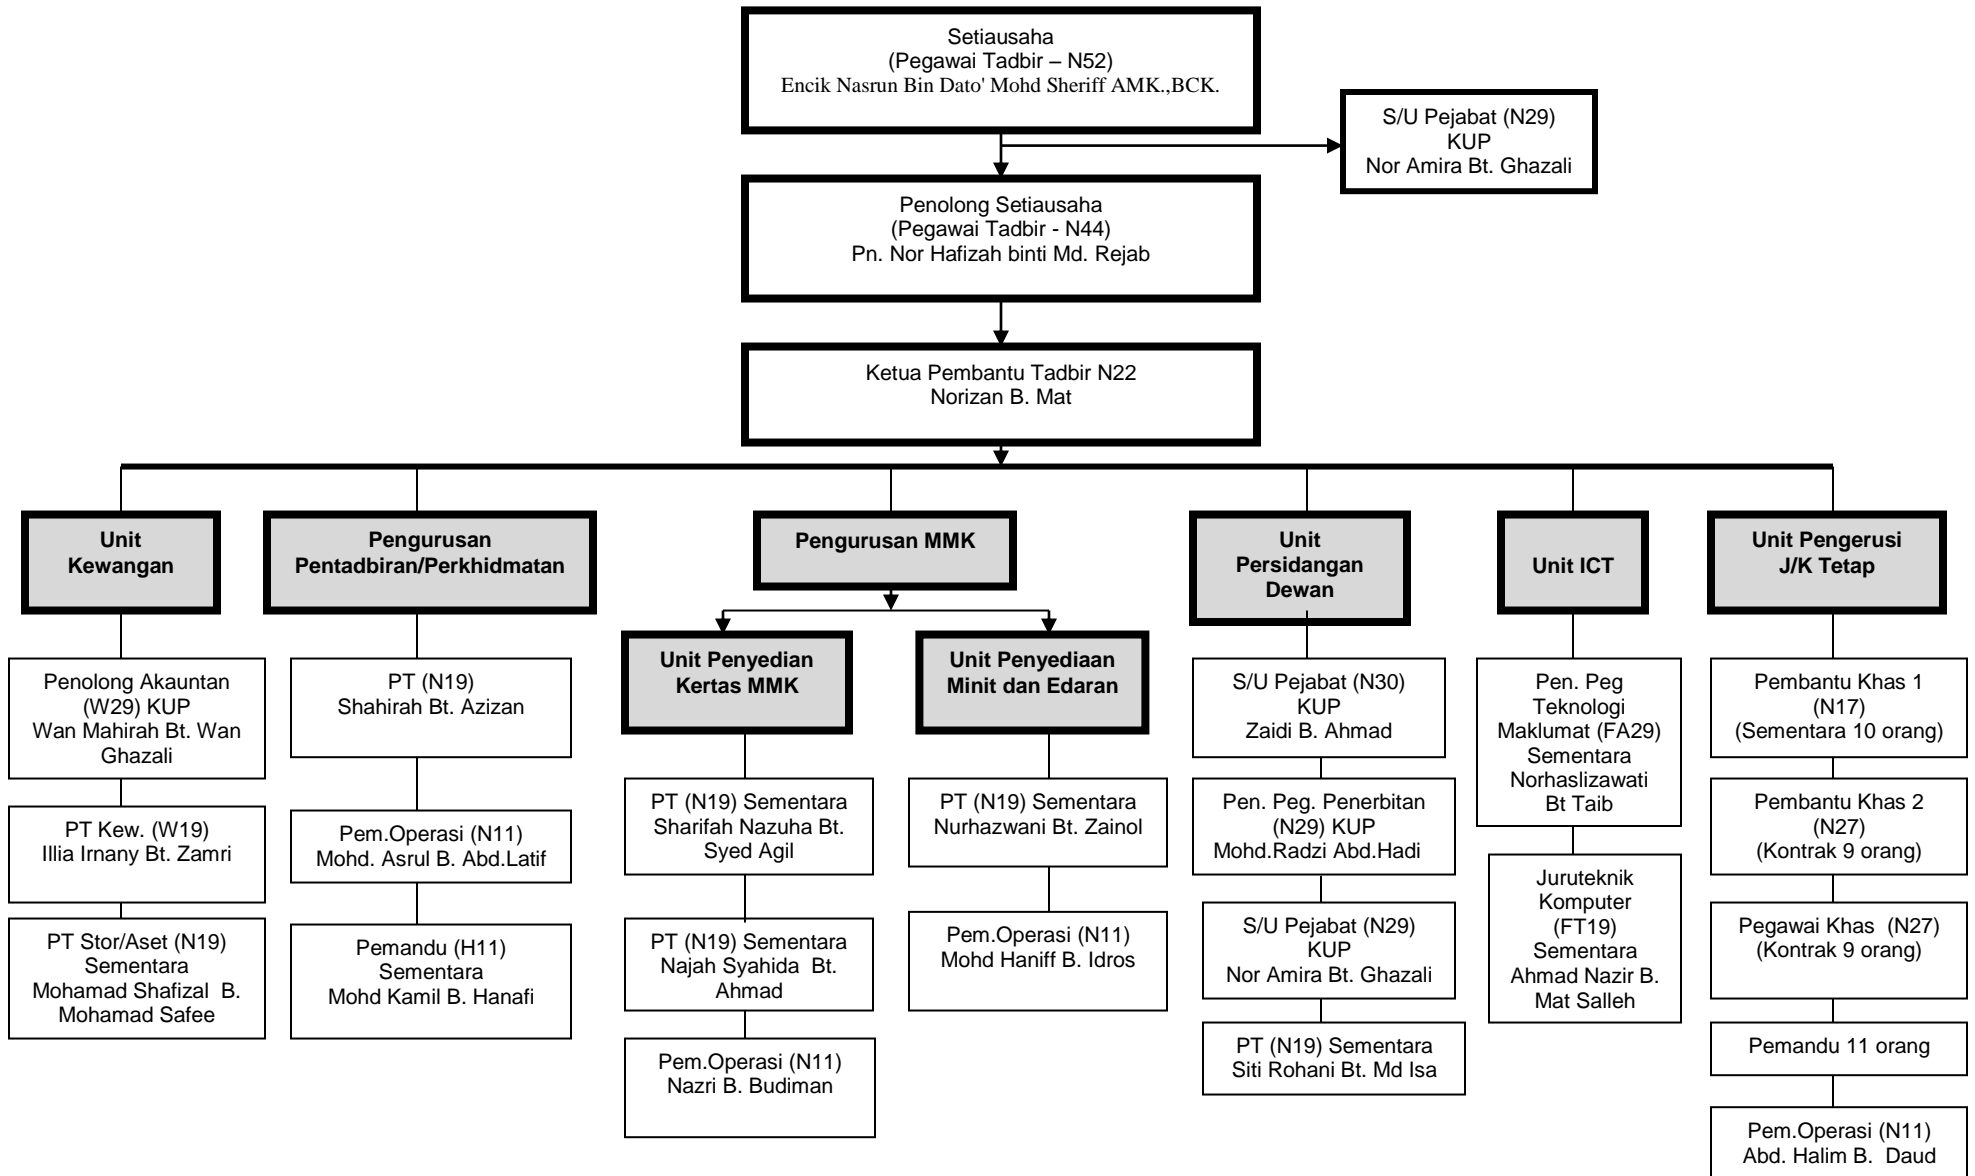 Setiausaha
(Pegawai Tadbir – N52)
Encik Nasrun Bin Dato' Mohd Sheriff AMK.,BCK.
S/U Pejabat (N29)
KUP
Nor Amira Bt. Ghazali
Penolong Setiausaha
(Pegawai Tadbir - N44)
Pn. Nor Hafizah binti Md. Rejab
Ketua Pembantu Tadbir N22
Norizan B. Mat
Unit
Kewangan
Penolong Akauntan
(W29) KUP
Wan Mahirah Bt. Wan
Ghazali
PT Kew. (W19)
Illia Irnany Bt. Zamri
PT Stor/Aset (N19)
Sementara
Mohamad Shafizal  B.
Mohamad Safee
Pengurusan
Pentadbiran/Perkhidmatan
PT (N19)
Shahirah Bt. Azizan
Pem.Operasi (N11)
Mohd. Asrul B. Abd.Latif
Pemandu (H11)
Sementara
Mohd Kamil B. Hanafi
Pengurusan MMK
Unit Penyedian
Kertas MMK
PT (N19) Sementara
Sharifah Nazuha Bt.
Syed Agil
PT (N19) Sementara
Najah Syahida  Bt.
Ahmad
Pem.Operasi (N11)
Nazri B. Budiman
Unit Penyediaan
Minit dan Edaran
PT (N19) Sementara
Nurhazwani Bt. Zainol
Pem.Operasi (N11)
Mohd Haniff B. Idros
Unit
Persidangan
Dewan
S/U Pejabat (N30)
KUP
Zaidi B. Ahmad
Pen. Peg. Penerbitan
(N29) KUP
Mohd.Radzi Abd.Hadi
S/U Pejabat (N29)
KUP
Nor Amira Bt. Ghazali
PT (N19) Sementara
Siti Rohani Bt. Md Isa
Unit ICT
Pen. Peg
Teknologi
Maklumat (FA29)
Sementara
Norhaslizawati
Bt Taib
Juruteknik
Komputer
(FT19)
Sementara
Ahmad Nazir B.
Mat Salleh
Unit Pengerusi
J/K Tetap
Pembantu Khas 1
(N17)
(Sementara 10 orang)
Pembantu Khas 2
(N27)
(Kontrak 9 orang)
Pegawai Khas  (N27)
(Kontrak 9 orang)
Pemandu 11 orang
Pem.Operasi (N11)
Abd. Halim B.  Daud